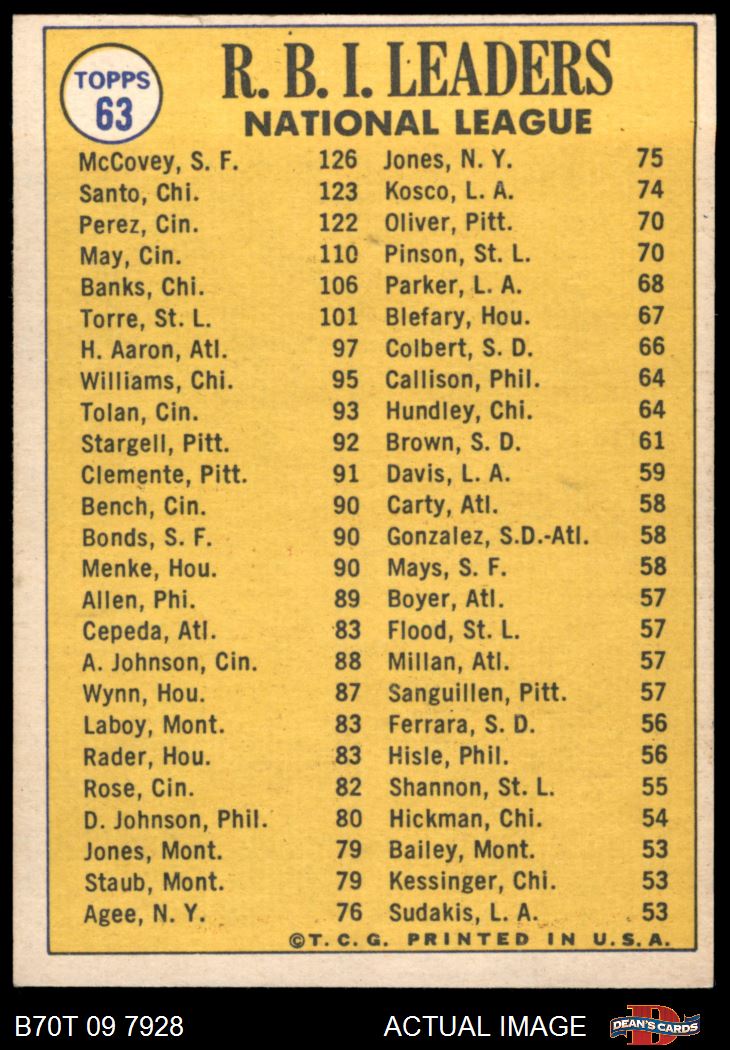 TOPPS
63
R. B. I. LEADERS
NATIONAL LEAGUE
McCovey, S. F. 126
Santo, Chi. 123
Perez, Cin. 122
May, Cin. 110
Banks, Chi. 106
Torre, St. L. 101
H. Aaron, Atl. 97
Williams, Chi. 95
Tolan, Cin. 93
Stargell, Pitt. 92
Clemente, Pitt. 91
Bench, Cin. 90
Bonds, S. F. 90
Menke, Hou. 90
Allen, Phi. 89
Cepeda, Atl. 83
A. Johnson, Cin. 88
Wynn, Hou. 87
Laboy, Mont. 83
Rader, Hou. 83
Rose, Cin. 82
D. Johnson, Phil. 80
Jones, Mont. 79
Staub, Mont. 79
Agee, N. Y. 76
Jones, N. Y. 75
Kosco, L. A. 74
Oliver, Pitt. 70
Pinson, St. L. 70
Parker, L. A. 68
Blefary, Hou. 67
Colbert, S. D. 66
Callison, Phil. 64
Hundley, Chi. 64
Brown, S. D. 61
Davis, L. A. 59
Carty, Atl. 58
Gonzalez, S.D.-Atl. 58
Mays, S. F. 58
Boyer, Atl. 57
Flood, St. L. 57
Millan, Atl. 57
Sanguillen, Pitt. 57
Ferrara, S. D. 56
Hisle, Phil. 56
Shannon, St. L. 55
Hickman, Chi. 54
Bailey, Mont. 53
Kessinger, Chi. 53
Sudakis, L. A. 53
©T. C. G. PRINTED IN U. S. A.
B70T 09 7928
ACTUAL IMAGE
D
DEAN'S CARDS